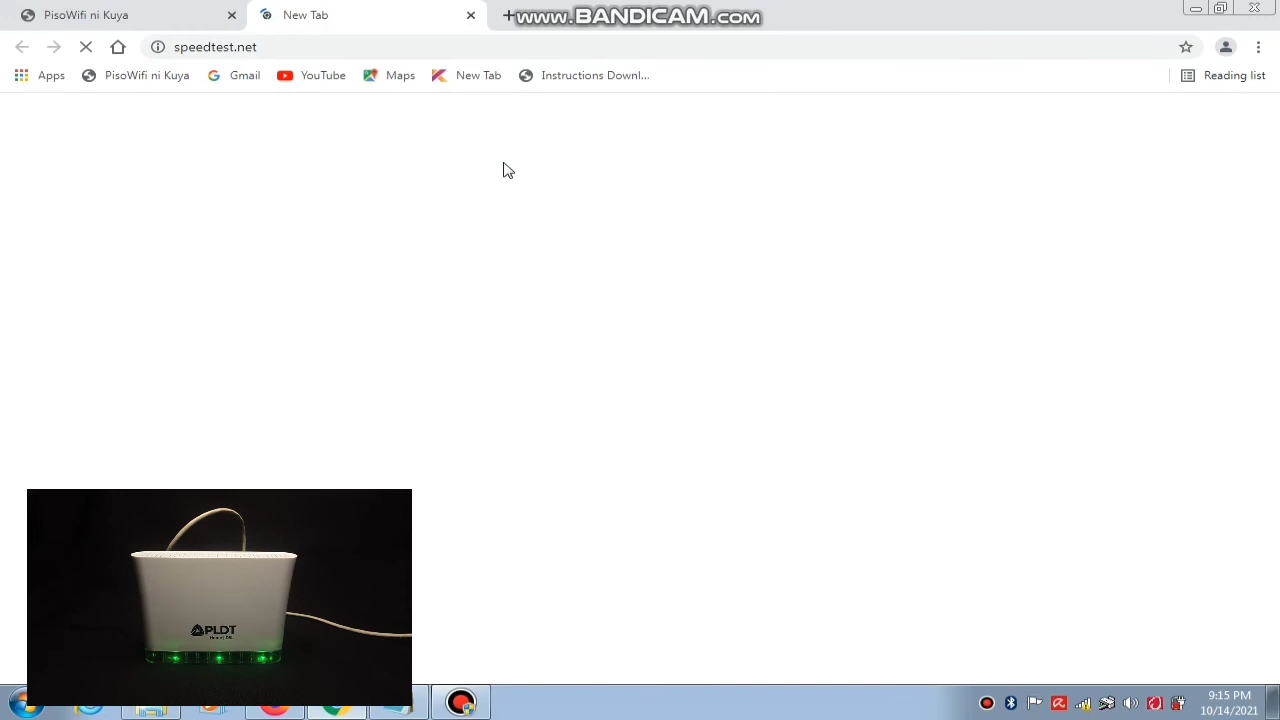 PisoWifi ni Kuya
New Tab
www.BANDICAM.com
speedtest.net
Apps
PisoWifi ni Kuya
Gmail
YouTube
Maps
New Tab
Instructions Downl...
Reading list
PLDT
9:15 PM
10/14/2021